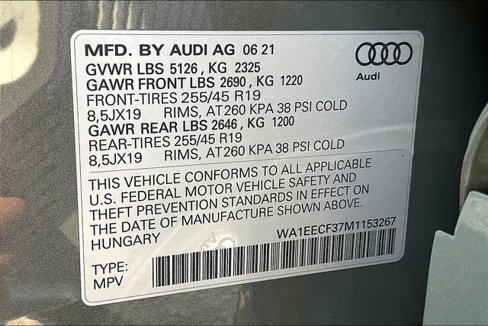 MFD. BY AUDI AG 06 21
GVWR LBS 5126 , KG 2325
GAWR FRONT LBS 2690 , KG 1220
FRONT-TIRES 255/45 R19
8,5JX19 RIMS, AT260 KPA 38 PSI COLD
GAWR REAR LBS 2646 , KG 1200
REAR-TIRES 255/45 R19
8,5JX19 RIMS, AT260 KPA 38 PSI COLD
Audi
THIS VEHICLE CONFORMS TO ALL APPLICABLE
U.S. FEDERAL MOTOR VEHICLE SAFETY AND
THEFT PREVENTION STANDARDS IN EFFECT ON
THE DATE OF MANUFACTURE SHOWN ABOVE.
HUNGARY
WA1EECF37M1153267
TYPE:
MPV